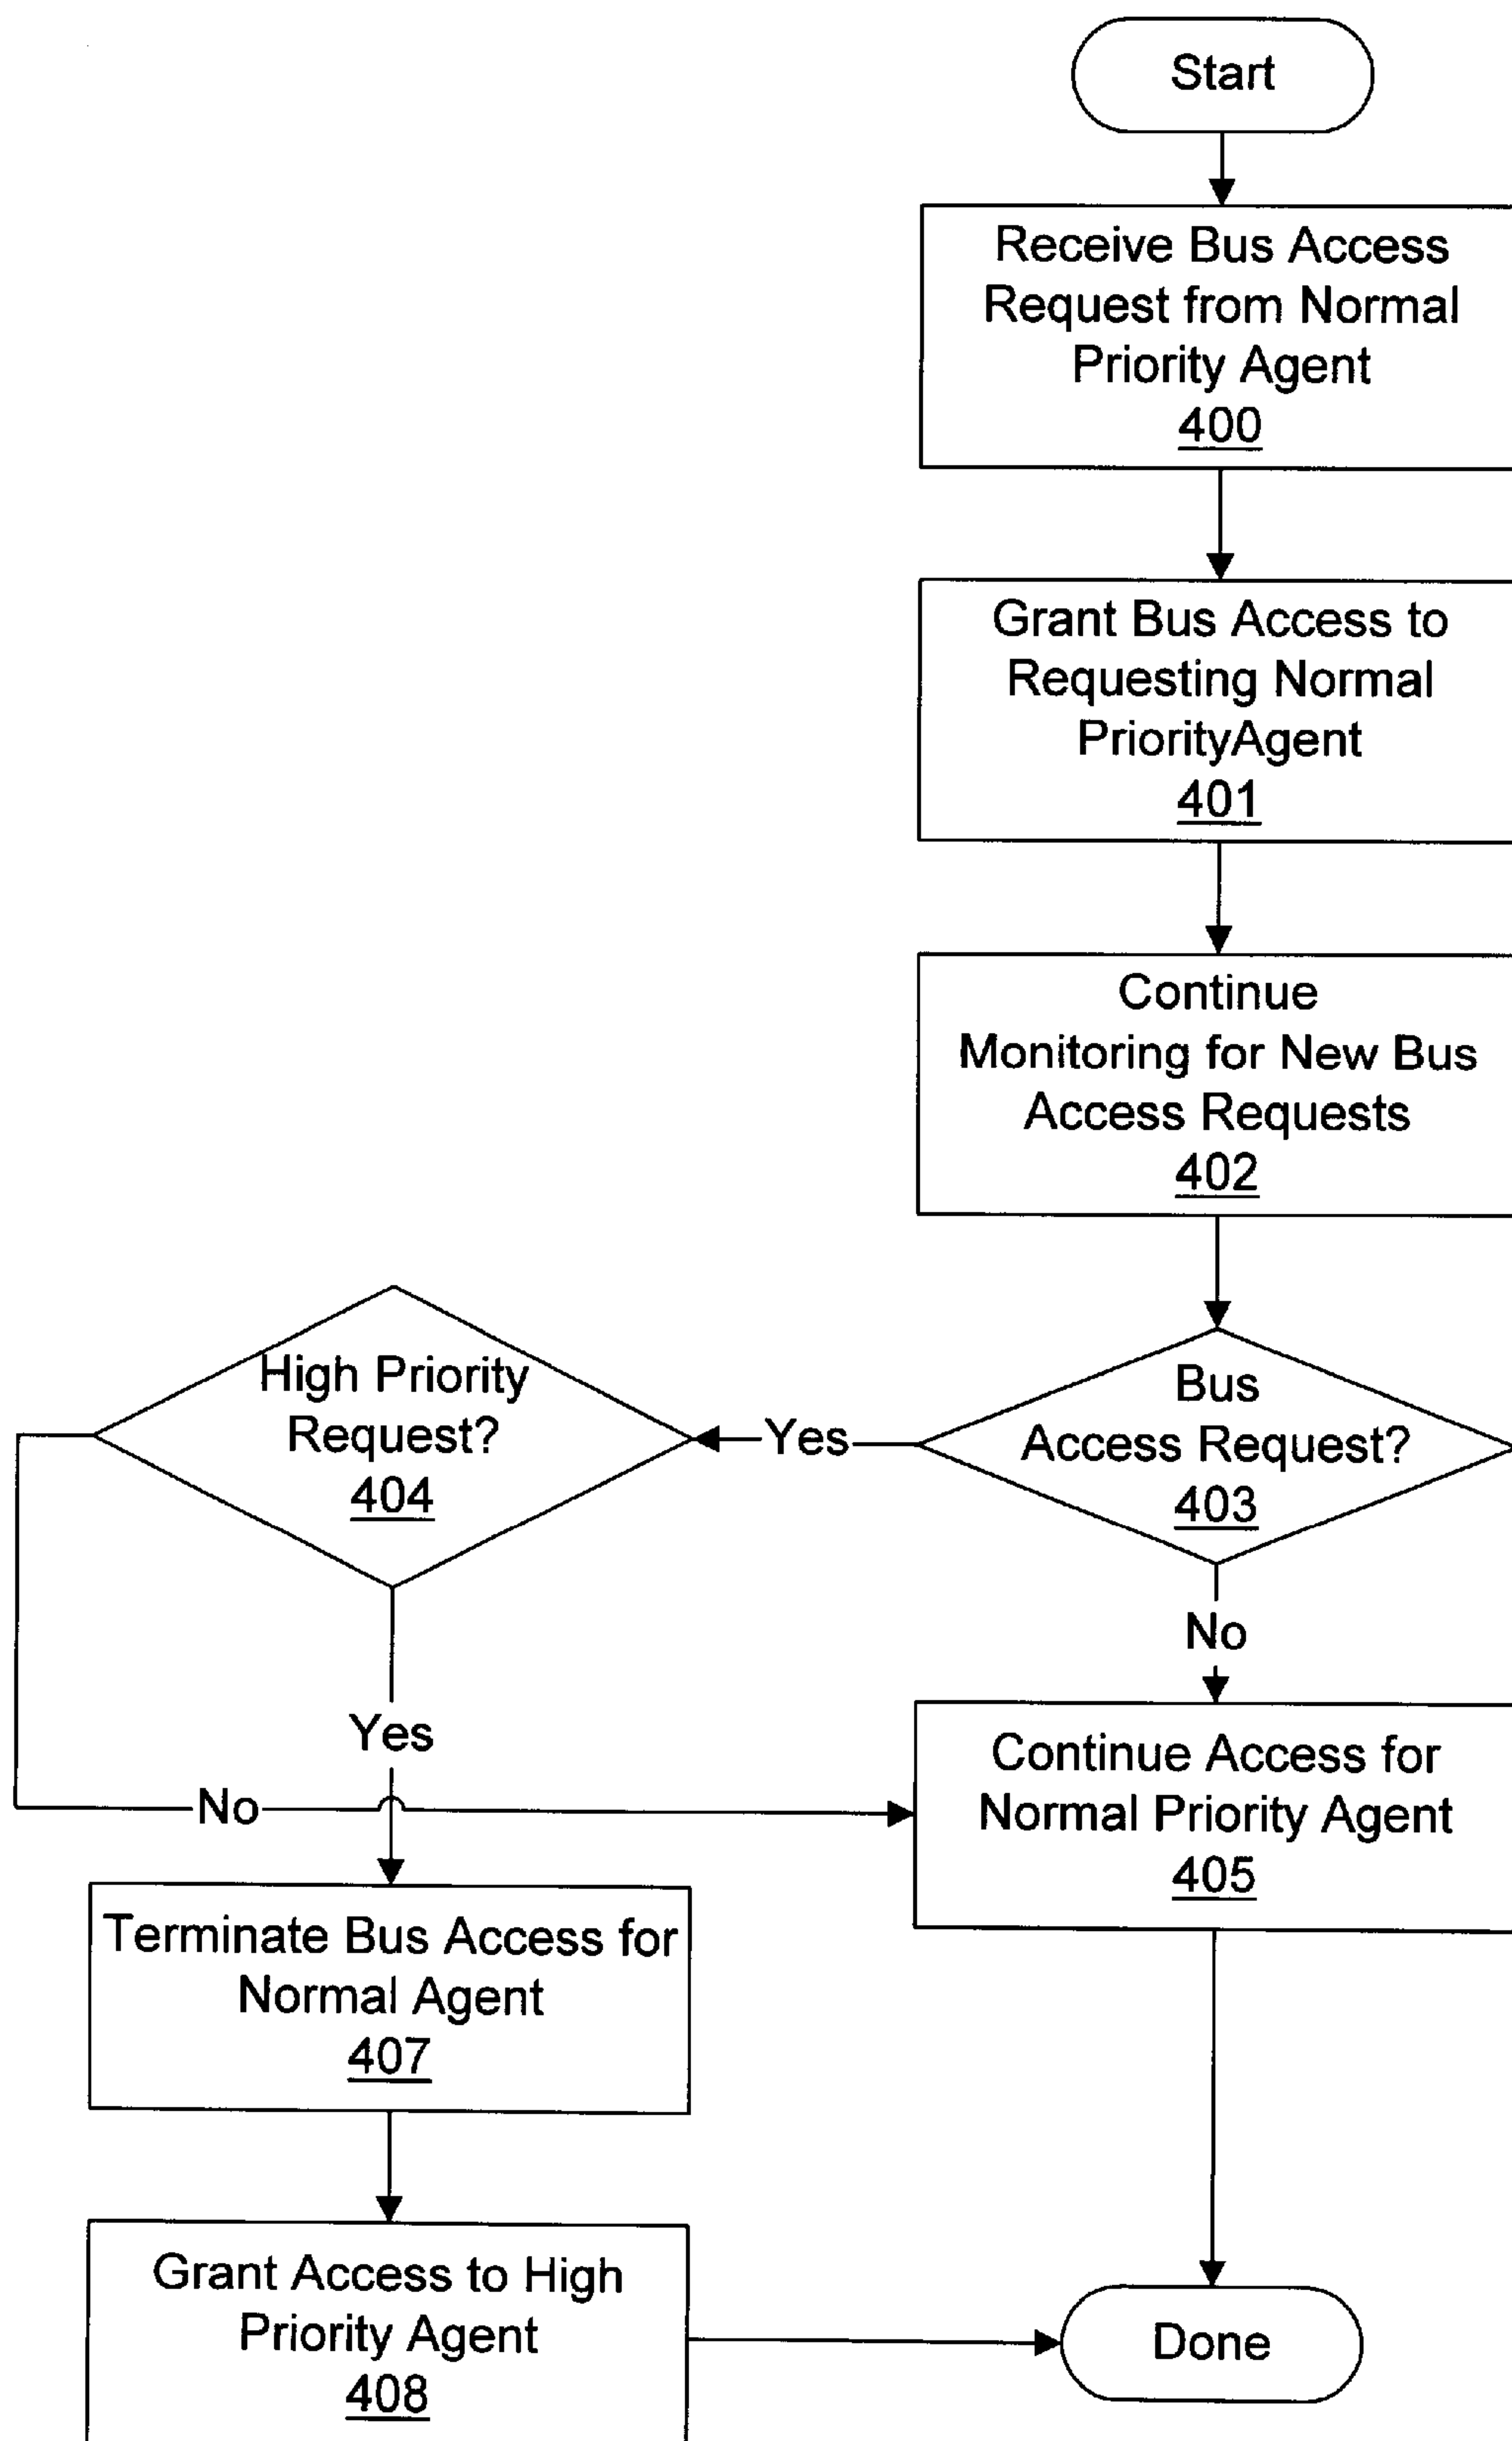 Start
Receive Bus Access
Request from Normal
Priority Agent
400
Grant Bus Access to
Requesting Normal
PriorityAgent
401
Continue
Monitoring for New Bus
Access Requests
402
Bus
Access Request?
403
Yes
High Priority
Request?
404
No
Yes
No
Continue Access for
Normal Priority Agent
405
Terminate Bus Access for
Normal Agent
407
Grant Access to High
Priority Agent
408
Done